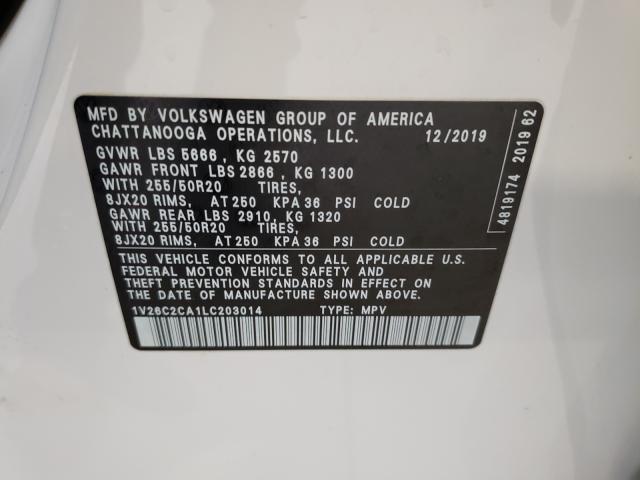 MFD BY VOLKSWAGEN GROUP OF AMERICA
CHATTANOOGA OPERATIONS, LLC. 12/2019
GVWR LBS 5666 , KG 2570
GAWR FRONT LBS 2866 , KG 1300
WITH 255/50R20 TIRES,
8JX20 RIMS, AT 250 KPA 36 PSI COLD
GAWR REAR LBS 2910, KG 1320
WITH 255/50R20 TIRES,
8JX20 RIMS, AT 250 KPA 36 PSI COLD
THIS VEHICLE CONFORMS TO ALL APPLICABLE U.S.
FEDERAL MOTOR VEHICLE SAFETY AND
THEFT PREVENTION STANDARDS IN EFFECT ON
THE DATE OF MANUFACTURE SHOWN ABOVE.
1V26C2CA1LC203014 TYPE: MPV
4819174 2019 62